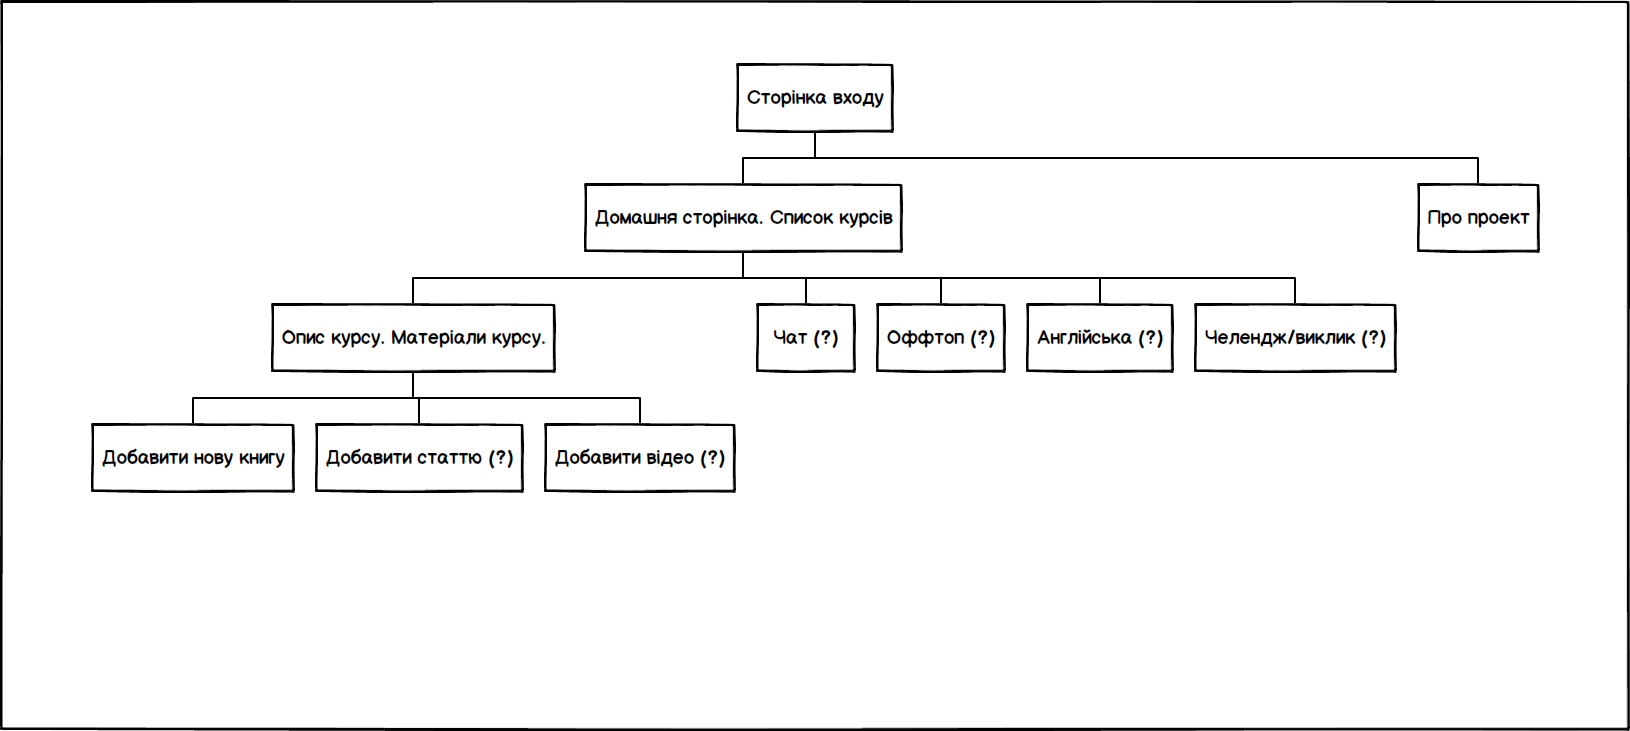 Сторінка входу
Домашня сторінка. Список курсів
Про проект
Опис курсу. Матеріали курсу.
Чат (?)
Оффтоп (?)
Англійська (?)
Челендж/виклик (?)
Добавити нову книгу
Добавити статтю (?)
Добавити відео (?)